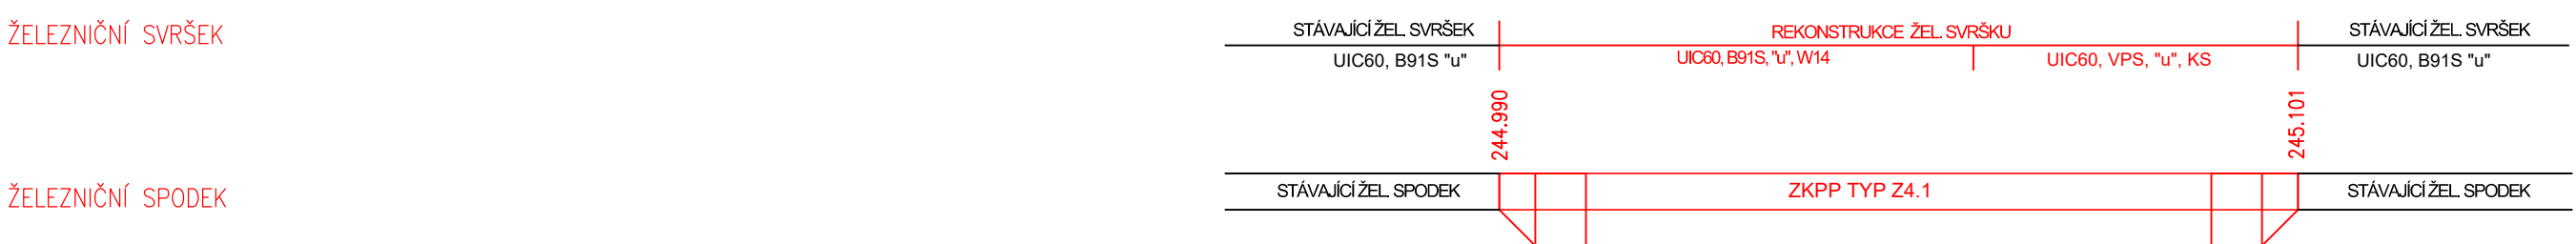 ŽELEZNIČNÍ SVRŠEK
STÁVAJÍCÍ ŽEL. SVRŠEK
REKONSTRUKCE ŽEL. SVRŠKU
STÁVAJÍCÍ ŽEL. SVRŠEK
UIC60, B91S "u"
UIC60, B91S, "u", W14
UIC60, VPS, "u", KS
UIC60, B91S "u"
244.990
245.101
ŽELEZNIČNÍ SPODEK
STÁVAJÍCÍ ŽEL. SPODEK
ZKPP TYP Z4.1
STÁVAJÍCÍ ŽEL. SPODEK